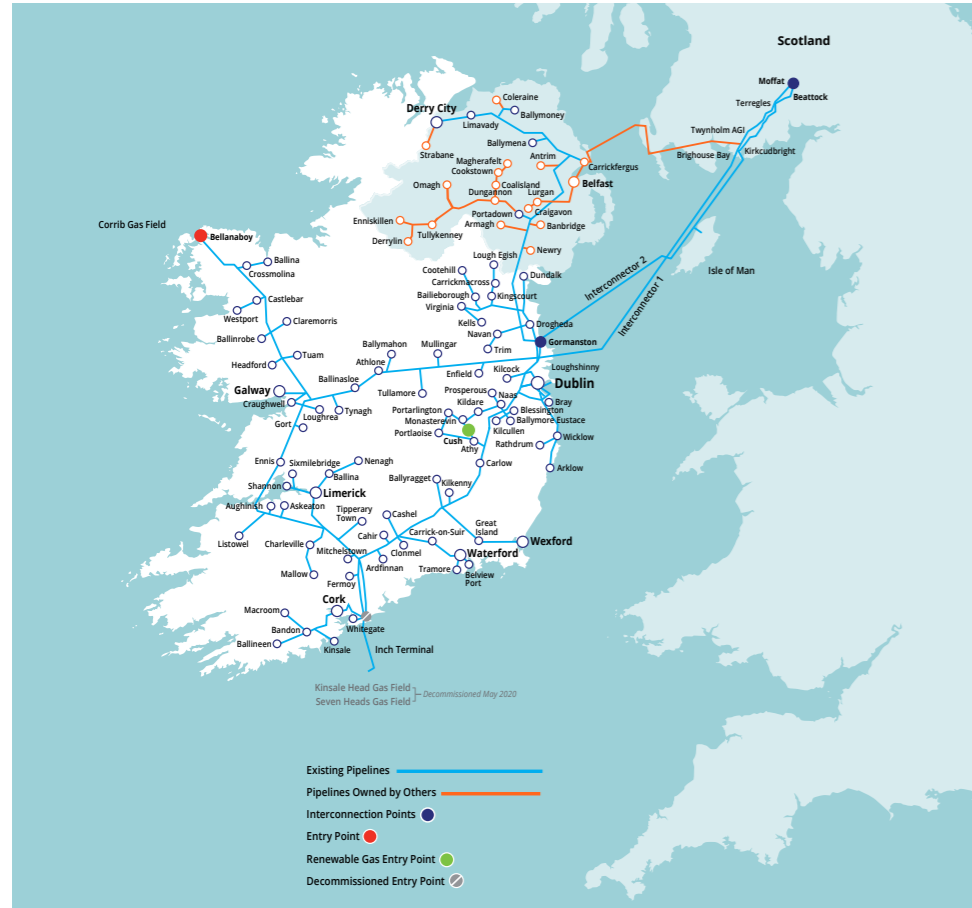 Scotland
Moffat
Beattock
Terregles
Coleraine
Derry City
Ballymoney
Limavady
Twynholm AGI
Ballymena
Kirkcudbright
Brighouse Bay
Strabane
Magherafelt
Antrim
Carrickfergus
Cookstown
Omagh
Coalisland
Belfast
Dungannon
Lurgan
Enniskillen
Portadown
Craigavon
Corrib Gas Field
Tullykenney
Armagh
Banbridge
Bellanaboy
Derrylin
Newry
Lough Egish
Ballina
Cootehill
Dundalk
Interconnector 2
Isle of Man
Crossmolina
Carrickmacross
Bailieborough
Kingscourt
Castlebar
Virginia
Interconnector 1
Westport
Claremorris
Kells
Drogheda
Ballinrobe
Navan
Gormanston
Ballymahon
Mullingar
Trim
Tuam
Athlone
Headford
Loughshinny
Enfield
Kilcock
Ballinasloe
Dublin
Galway
Tullamore
Prosperous
Naas
Craughwell
Kildare
Bray
Loughrea
Tynagh
Portarlington
Blessington
Gort
Monasterevin
Ballymore Eustace
Kilcullen
Portlaoise
Cush
Wicklow
Athy
Rathdrum
Ennis
Sixmilebridge
Nenagh
Carlow
Arklow
Ballina
Ballyragget
Shannon
Kilkenny
Limerick
Aughinish
Askeaton
Tipperary
Town
Cashel
Great
Island
Carrick-on-Suir
Listowel
Cahir
Wexford
Charleville
Mitchelstown
Clonmel
Waterford
Ardfinnan
Tramore
Belview
Port
Mallow
Fermoy
Cork
Macroom
Whitegate
Bandon
Ballineen
Kinsale
Inch Terminal
Kinsale Head Gas Field
Decommissioned May 2020
Seven Heads Gas Field
Existing Pipelines
Pipelines Owned by Others
Interconnection Points
Entry Point
Renewable Gas Entry Point
Decommissioned Entry Point